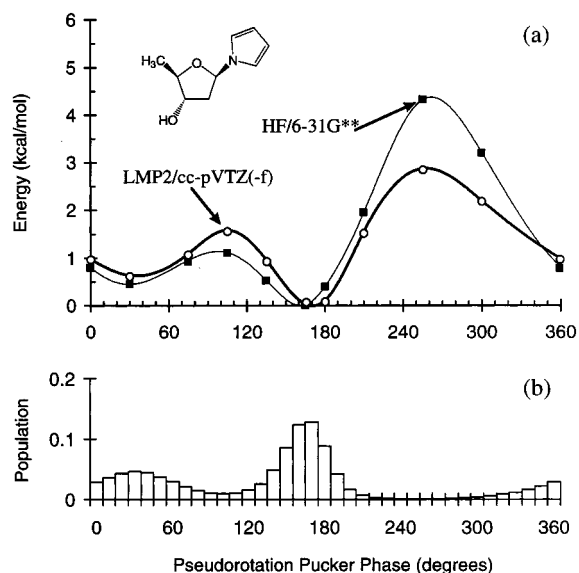 (a)
6
5
4
3
2
1
0
Energy (kcal/mol)
H₃C
O
N
HO
HF/6-31G**
LMP2/cc-pVTZ(-f)
0 60 120 180 240 300 360
(b)
0.2
0.1
0
Population
0 60 120 180 240 300 360
Pseudorotation Pucker Phase (degrees)